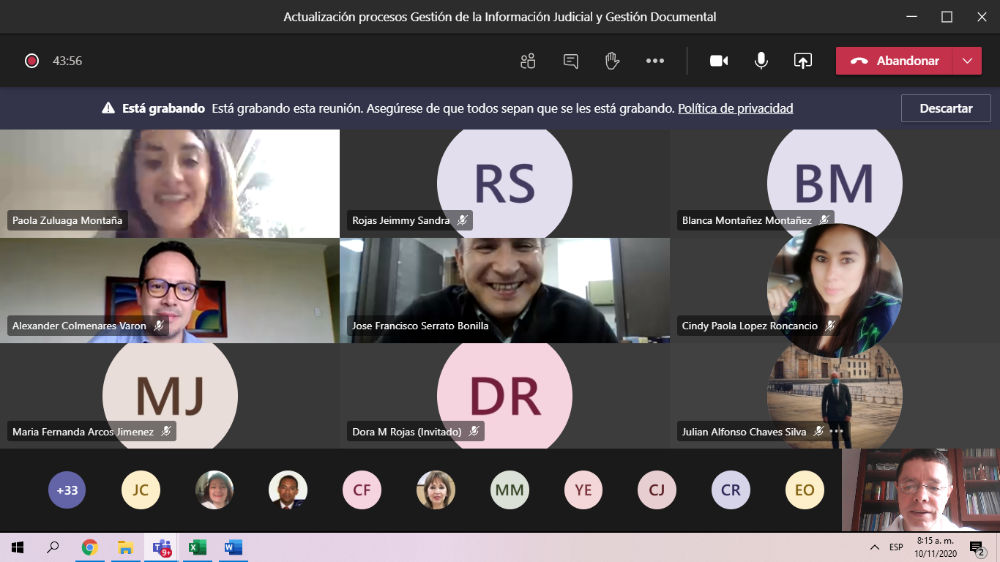 Actualización procesos Gestión de la Información Judicial y Gestión Documental
43:56
Abandonar
Está grabando Está grabando esta reunión. Asegúrese de que todos sepan que se les está grabando. Política de privacidad
Descartar
RS
BM
Paola Zuluaga Montaña
Rojas Jeimmy Sandra
Blanca Montañez Montañez
Alexander Colmenares Varon
Jose Francisco Serrato Bonilla
Cindy Paola Lopez Roncancio
MJ
DR
Maria Fernanda Arcos Jimenez
Dora M Rojas (Invitado)
Julian Alfonso Chaves Silva
+33
JC
CF
MM
YE
CJ
CR
EO
9+
ESP
8:15 a. m.
10/11/2020
2